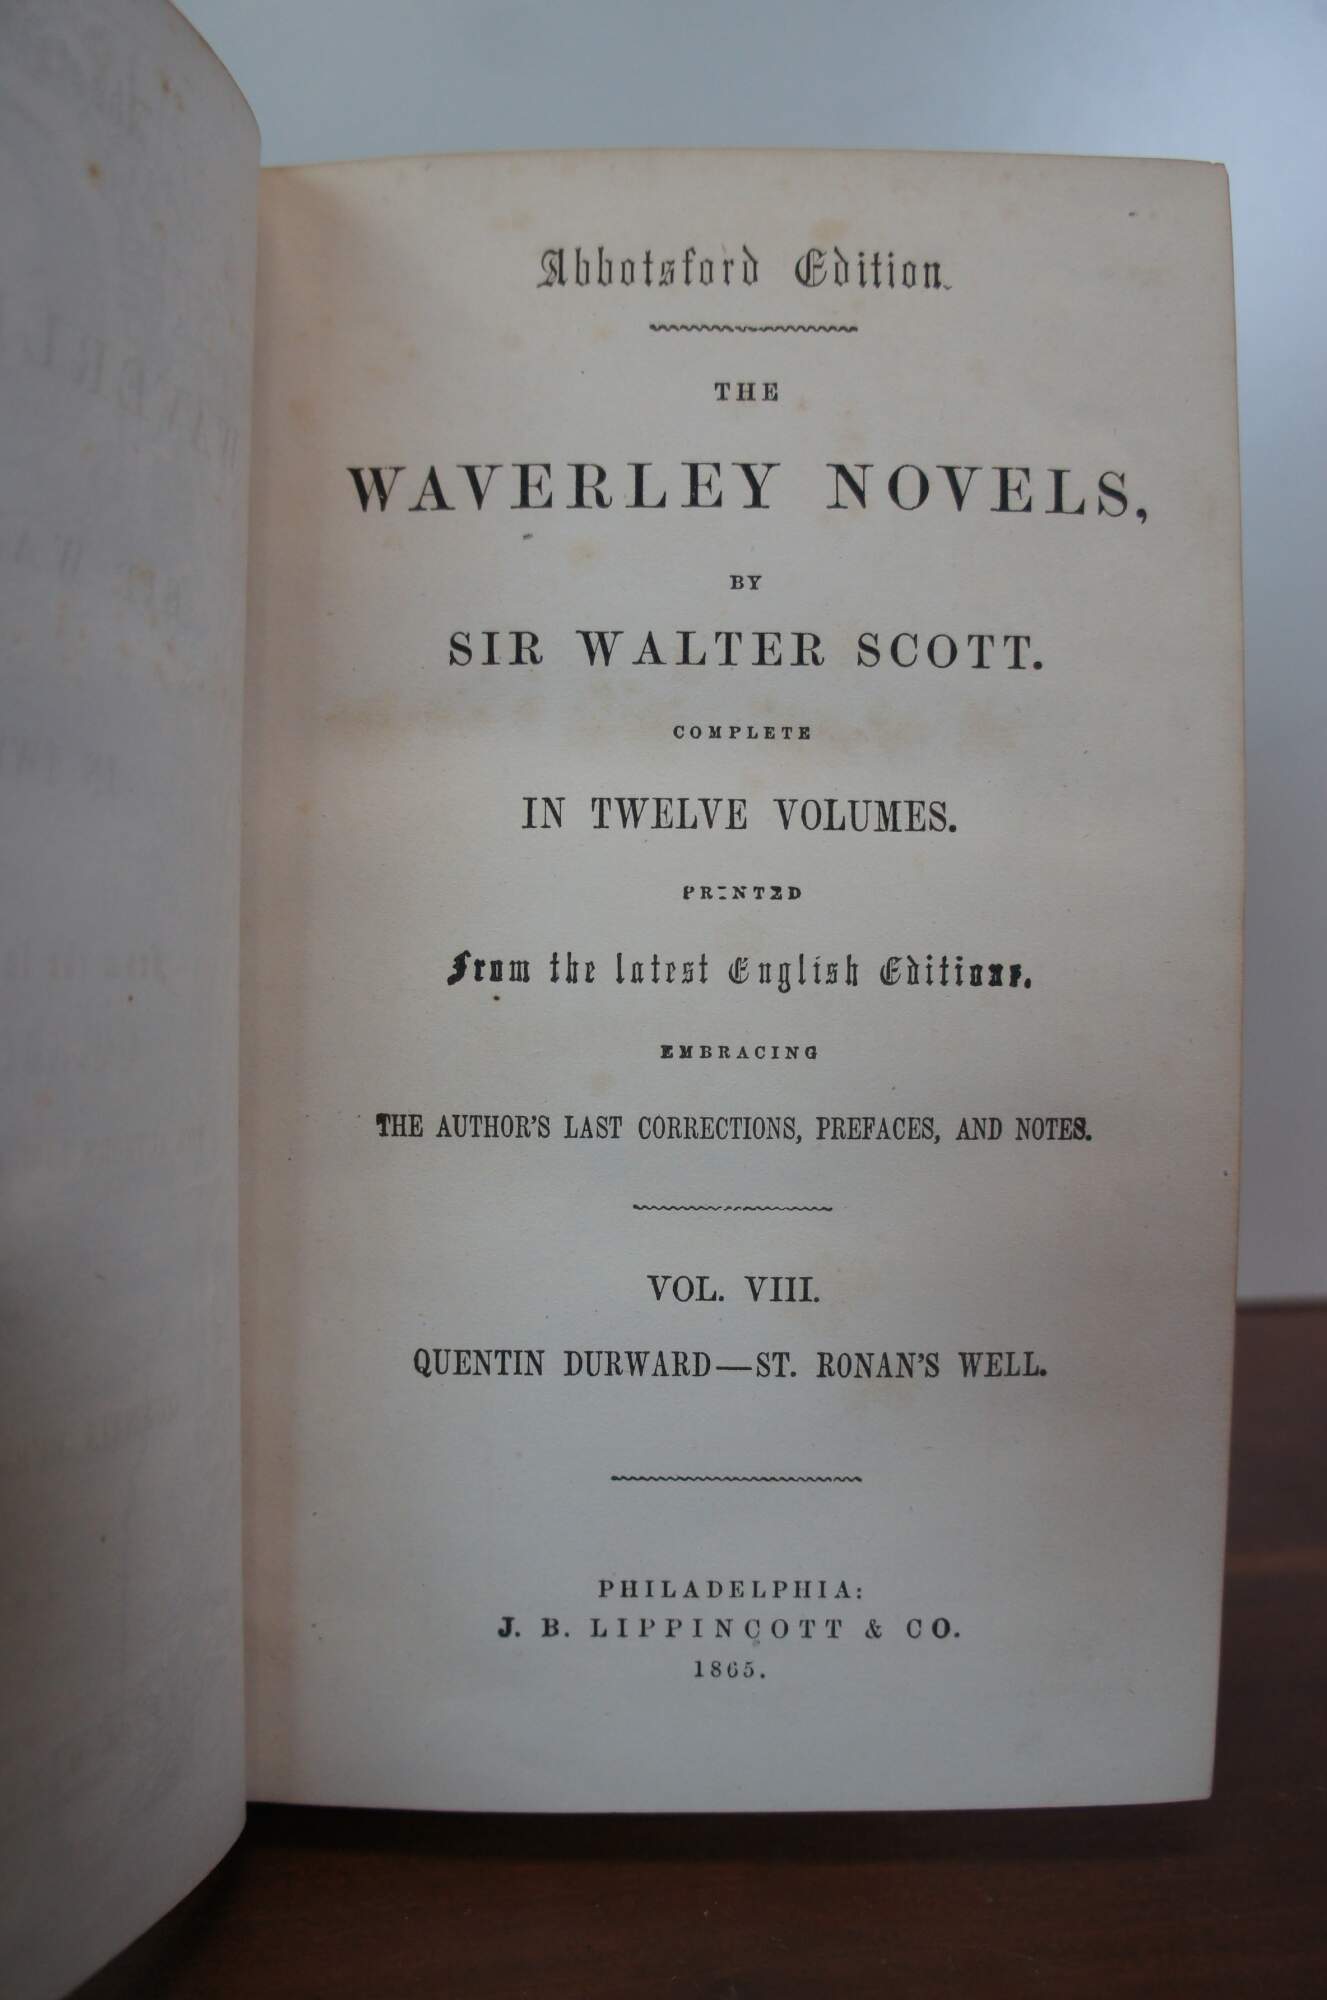 Abbotsford Edition.
THE
WAVERLEY NOVELS,
BY
SIR WALTER SCOTT.
COMPLETE
IN TWELVE VOLUMES.
PRINTED
From the latest English Editions.
EMBRACING
THE AUTHOR'S LAST CORRECTIONS, PREFACES, AND NOTES.
VOL. VIII.
QUENTIN DURWARD—ST. RONAN'S WELL.
PHILADELPHIA:
J. B. LIPPINCOTT & CO.
1865.